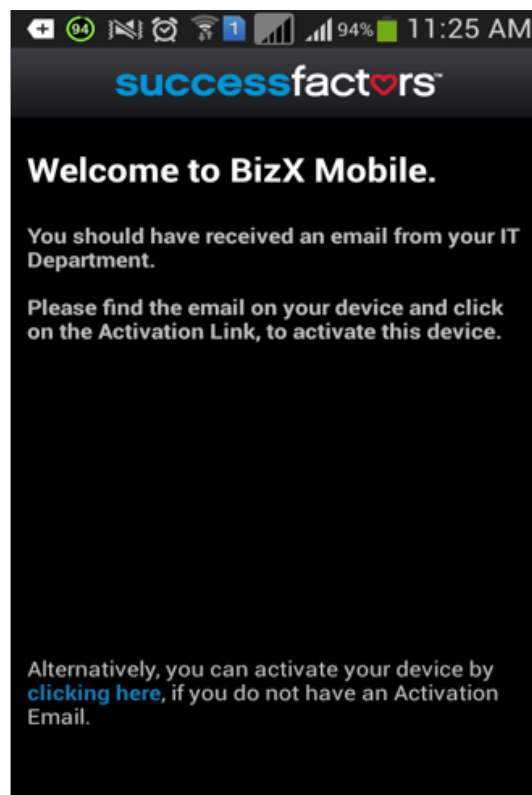 94 1 94% 11:25 AM
successfactors™
Welcome to BizX Mobile.
You should have received an email from your IT
Department.
Please find the email on your device and click
on the Activation Link, to activate this device.
Alternatively, you can activate your device by
clicking here, if you do not have an Activation
Email.